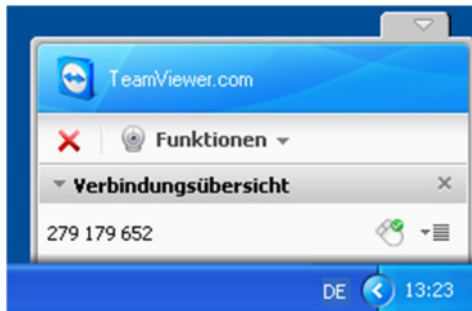 TeamViewer.com
Funktionen
Verbindungsübersicht
279 179 652
DE 13:23